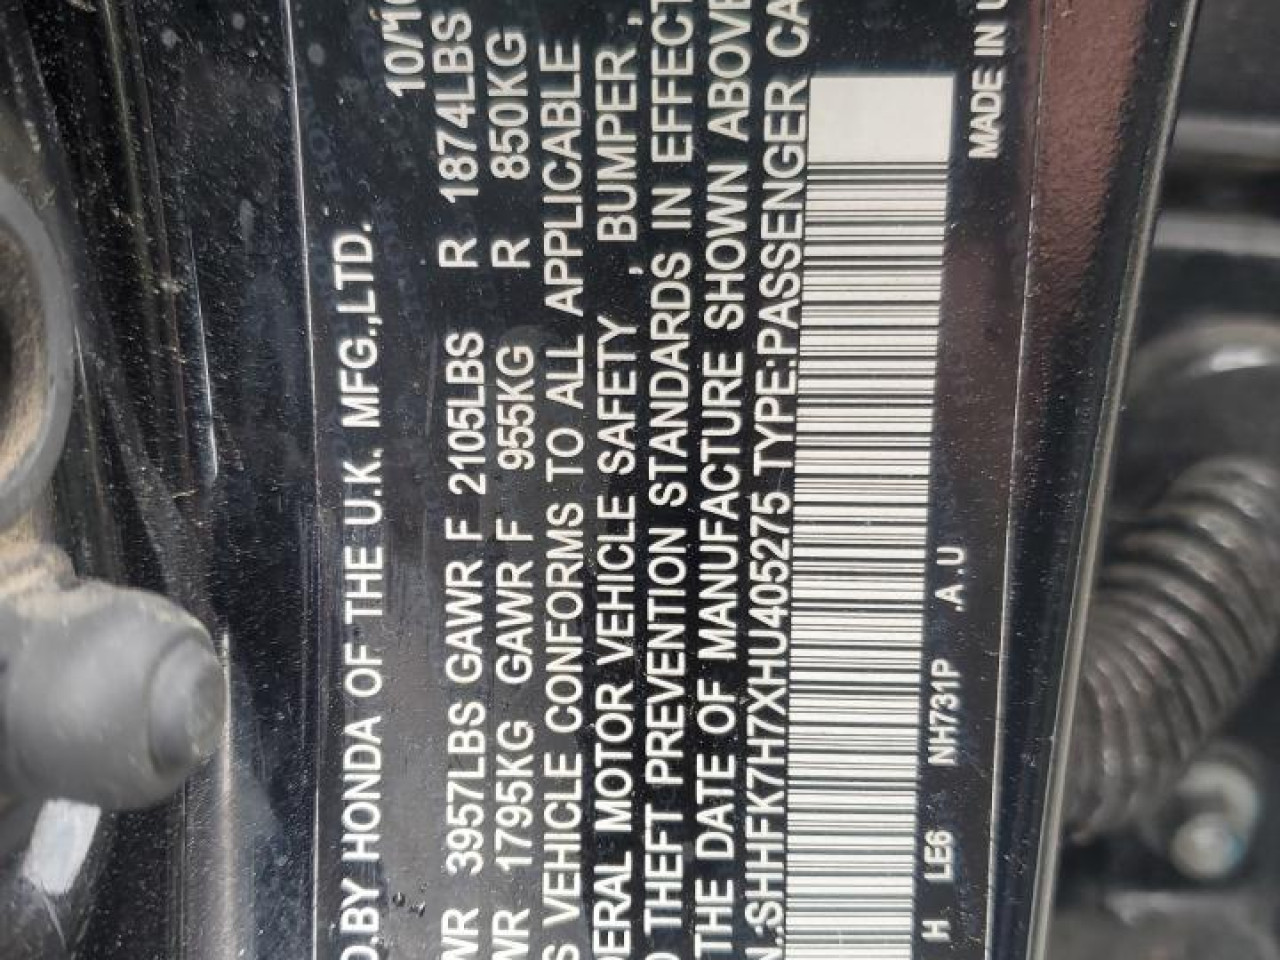 D.BY HONDA OF THE U.K. MFG.,LTD.
10/16
WR 3957LBS GAWR F 2105LBS R 1874LBS
WR 1795KG GAWR F 955KG R 850KG
S VEHICLE CONFORMS TO ALL APPLICABLE
DERAL MOTOR VEHICLE SAFETY , BUMPER ,
D THEFT PREVENTION STANDARDS IN EFFECT
THE DATE OF MANUFACTURE SHOWN ABOVE
N.:SHHFK7H7XHU405275 TYPE:PASSENGER CA
H LE6 NH731P .A.U
MADE IN U